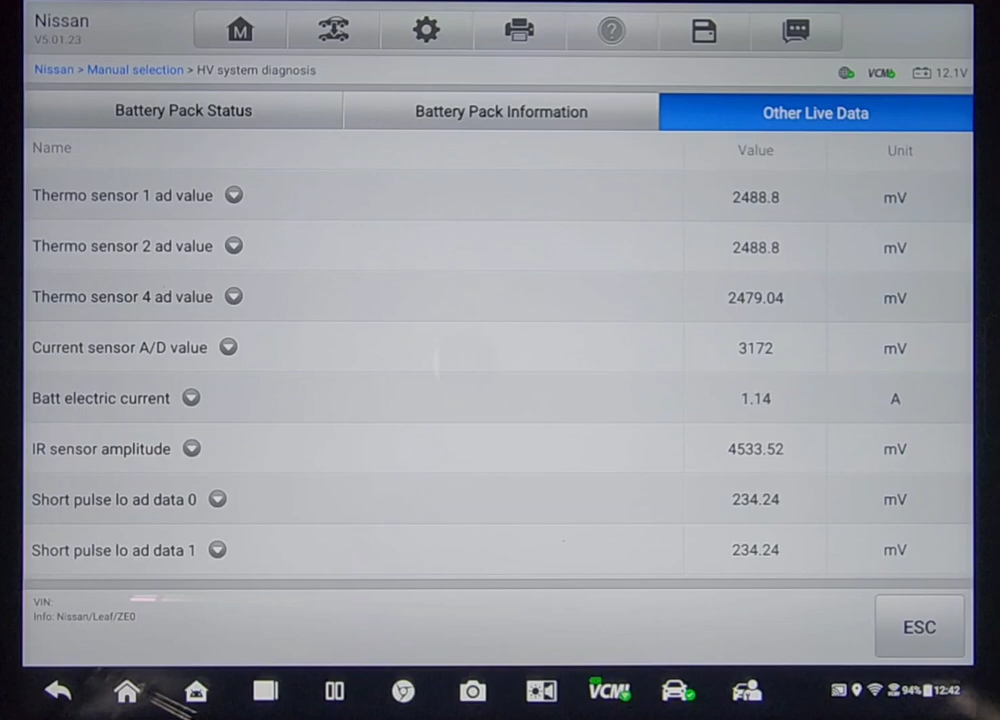 Nissan
V5.01.23
M
?
Nissan > Manual selection > HV system diagnosis
VCMI
12.1V
Battery Pack Status Battery Pack Information Other Live Data
Name Value Unit
Thermo sensor 1 ad value 2488.8 mV
Thermo sensor 2 ad value 2488.8 mV
Thermo sensor 4 ad value 2479.04 mV
Current sensor A/D value 3172 mV
Batt electric current 1.14 A
IR sensor amplitude 4533.52 mV
Short pulse lo ad data 0 234.24 mV
Short pulse lo ad data 1 234.24 mV
VIN:
Info: Nissan/Leaf/ZE0
ESC
VCMI
94% 12:42